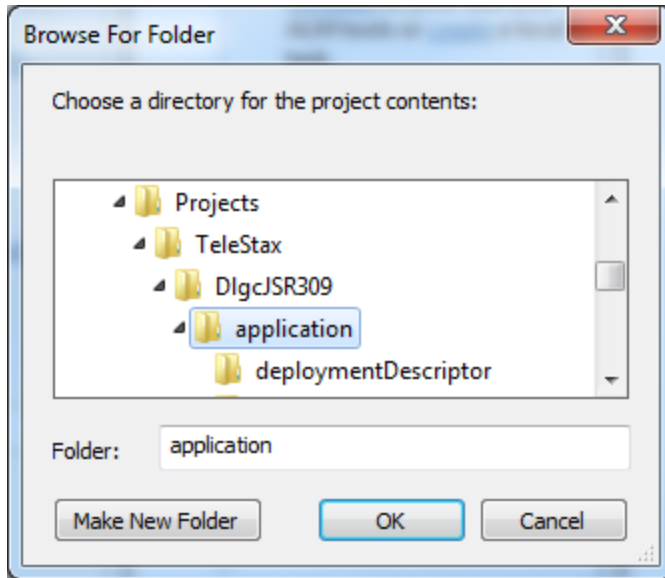 Browse For Folder
Choose a directory for the project contents:
Projects
TeleStax
DlgcJSR309
application
deploymentDescriptor
Folder:
application
Make New Folder
OK
Cancel